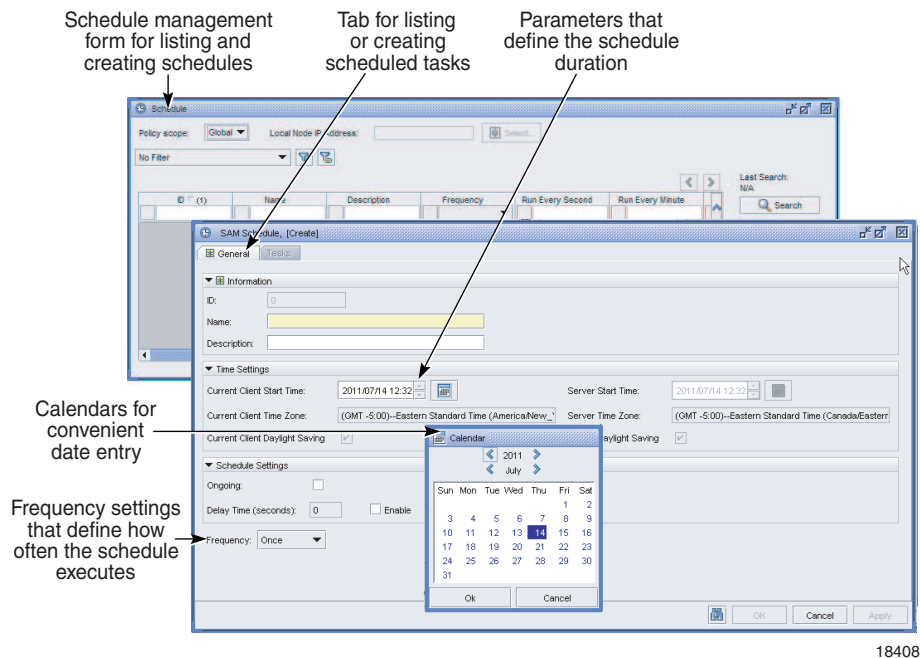 Schedule management
form for listing and
creating schedules
Tab for listing
or creating
scheduled tasks
Parameters that
define the schedule
duration
Schedule
Policy scope: Global Local Node IP Address: Select...
No Filter
Last Search:
N/A
ID (1) Name Description Frequency Run Every Second Run Every Minute
Search
SAM Schedule, [Create]
General Tasks
Information
ID: 0
Name:
Description:
Time Settings
Current Client Start Time: 2011/07/14 12:32 Server Start Time: 2011/07/14 12:32
Current Client Time Zone: (GMT -5:00)--Eastern Standard Time (America/New_ Server Time Zone: (GMT -5:00)--Eastern Standard Time (Canada/Eastern
Current Client Daylight Saving aylight Saving
Calendars for
convenient
date entry
Calendar
2011
July
Sun Mon Tue Wed Thu Fri Sat
1 2
3 4 5 6 7 8 9
10 11 12 13 14 15 16
17 18 19 20 21 22 23
24 25 26 27 28 29 30
31
Ok Cancel
Schedule Settings
Ongoing:
Delay Time (seconds): 0 Enable
Frequency: Once
Frequency settings
that define how
often the schedule
executes
OK Cancel Apply
18408